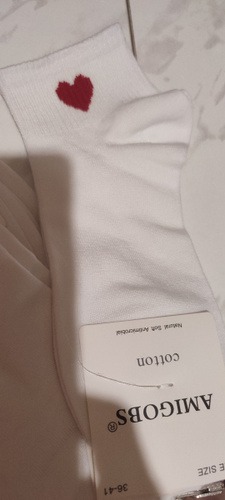 E SIZE
36-41
AMIGOBS®
cotton
Natural Soft Antimicrobial